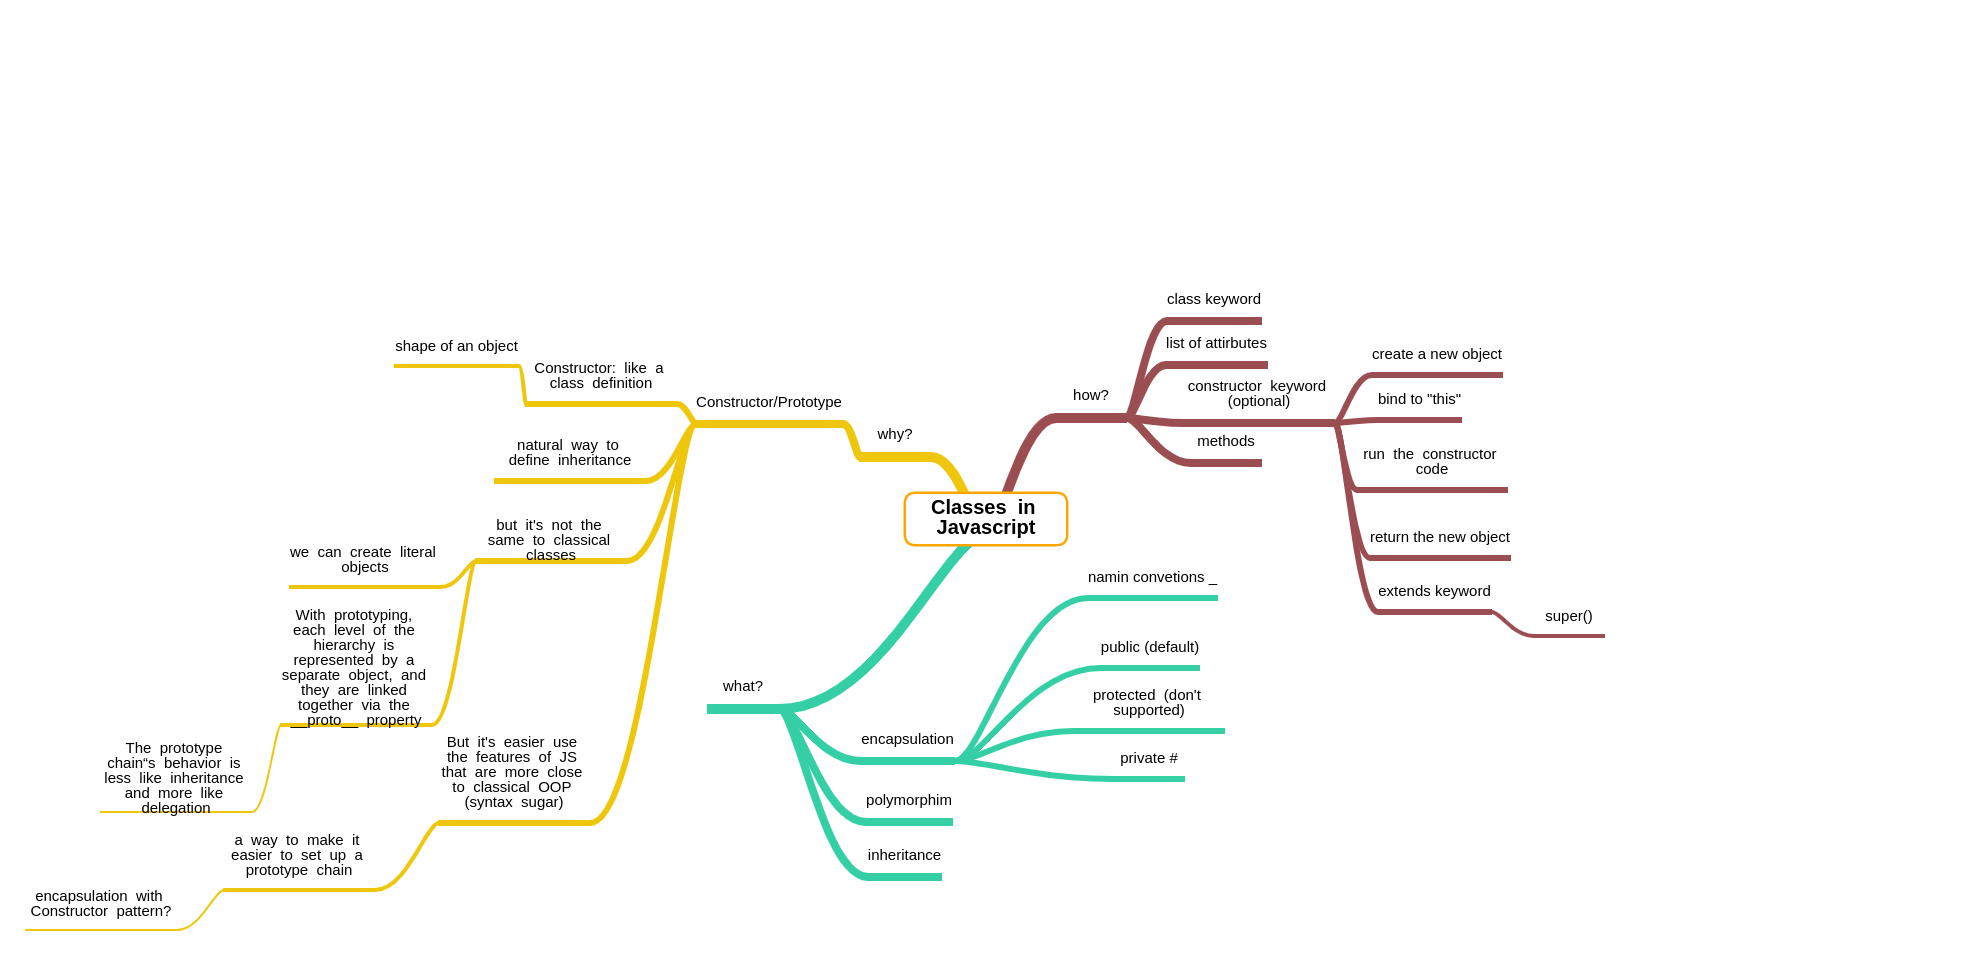 Classes in
Javascript
why?
Constructor/Prototype
Constructor: like a
class definition
shape of an object
natural way to
define inheritance
but it's not the
same to classical
classes
we can create literal
objects
With prototyping,
each level of the
hierarchy is
represented by a
separate object, and
they are linked
together via the
__proto__ property
The prototype
chain“s behavior is
less like inheritance
and more like
delegation
But it's easier use
the features of JS
that are more close
to classical OOP
(syntax sugar)
a way to make it
easier to set up a
prototype chain
encapsulation with
Constructor pattern?
how?
class keyword
list of attirbutes
constructor keyword
(optional)
create a new object
bind to "this"
run the constructor
code
return the new object
extends keyword
super()
methods
what?
encapsulation
namin convetions _
public (default)
protected (don't
supported)
private #
polymorphim
inheritance